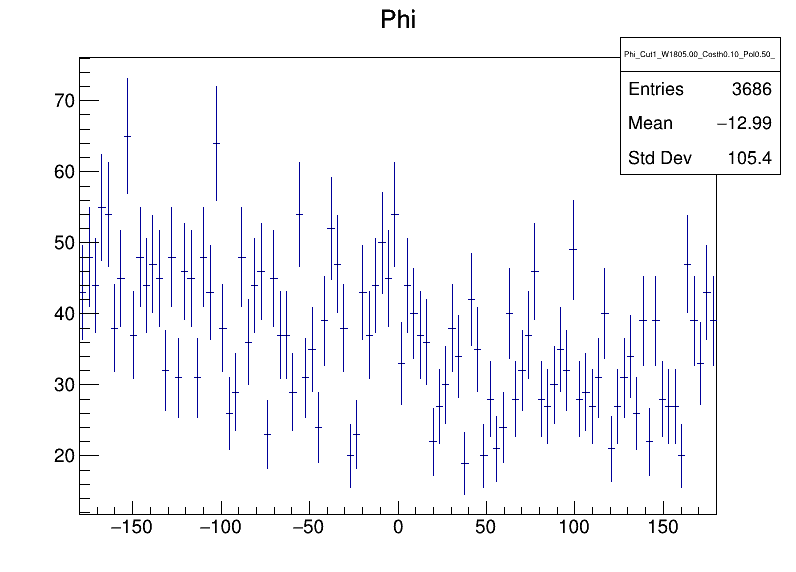 Phi
Phi_Cut1_W1805.00_Costh0.10_Pol0.50_
Entries 3686
Mean −12.99
Std Dev 105.4
70
60
50
40
30
20
−150 −100 −50 0 50 100 150